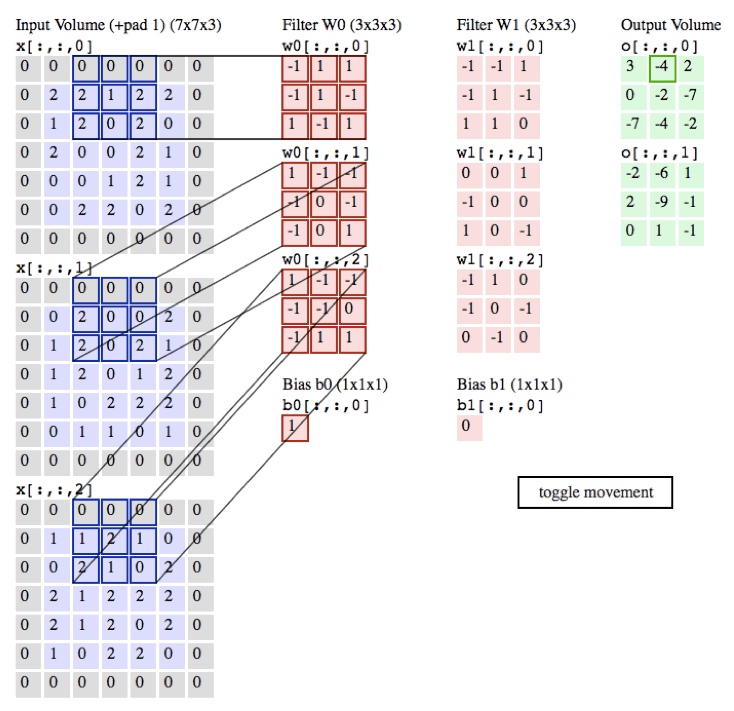 Input Volume (+pad 1) (7x7x3)
x[:,:,0]
0 0 0 0 0 0 0
0 2 2 1 2 2 0
0 1 2 0 2 0 0
0 2 0 0 2 1 0
0 0 0 1 2 1 0
0 0 2 2 0 2 0
0 0 0 0 0 0 0
x[:,:,1]
0 0 0 0 0 0 0
0 0 2 0 0 2 0
0 1 2 0 2 1 0
0 1 2 0 1 2 0
0 1 0 2 2 2 0
0 0 1 1 0 1 0
0 0 0 0 0 0 0
x[:,:,2]
0 0 0 0 0 0 0
0 1 1 2 1 0 0
0 0 2 1 0 2 0
0 2 1 2 2 2 0
0 2 1 2 0 2 0
0 1 0 2 2 0 0
0 0 0 0 0 0 0
Filter W0 (3x3x3)
w0[:,:,0]
-1 1 1
-1 1 -1
1 -1 1
w0[:,:,1]
1 -1 -1
-1 0 -1
-1 0 1
w0[:,:,2]
1 -1 -1
-1 -1 0
-1 1 1
Bias b0 (1x1x1)
b0[:,:,0]
1
Filter W1 (3x3x3)
w1[:,:,0]
-1 -1 1
-1 1 -1
1 1 0
w1[:,:,1]
0 0 1
-1 0 0
1 0 -1
w1[:,:,2]
-1 1 0
-1 0 -1
0 -1 0
Bias b1 (1x1x1)
b1[:,:,0]
0
Output Volume
o[:,:,0]
3 -4 2
0 -2 -7
-7 -4 -2
o[:,:,1]
-2 -6 1
2 -9 -1
0 1 -1
toggle movement